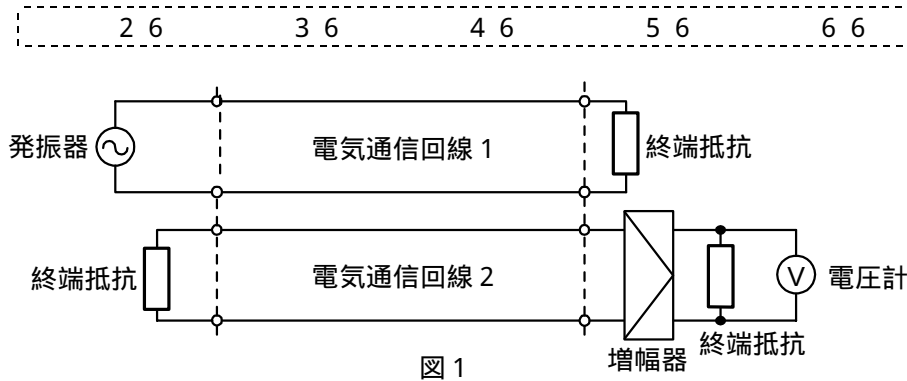 2 6 3 6 4 6 5 6 6 6
発振器
電気通信回線 1
終端抵抗
終端抵抗
電気通信回線 2
V
電圧計
終端抵抗
増幅器
図 1